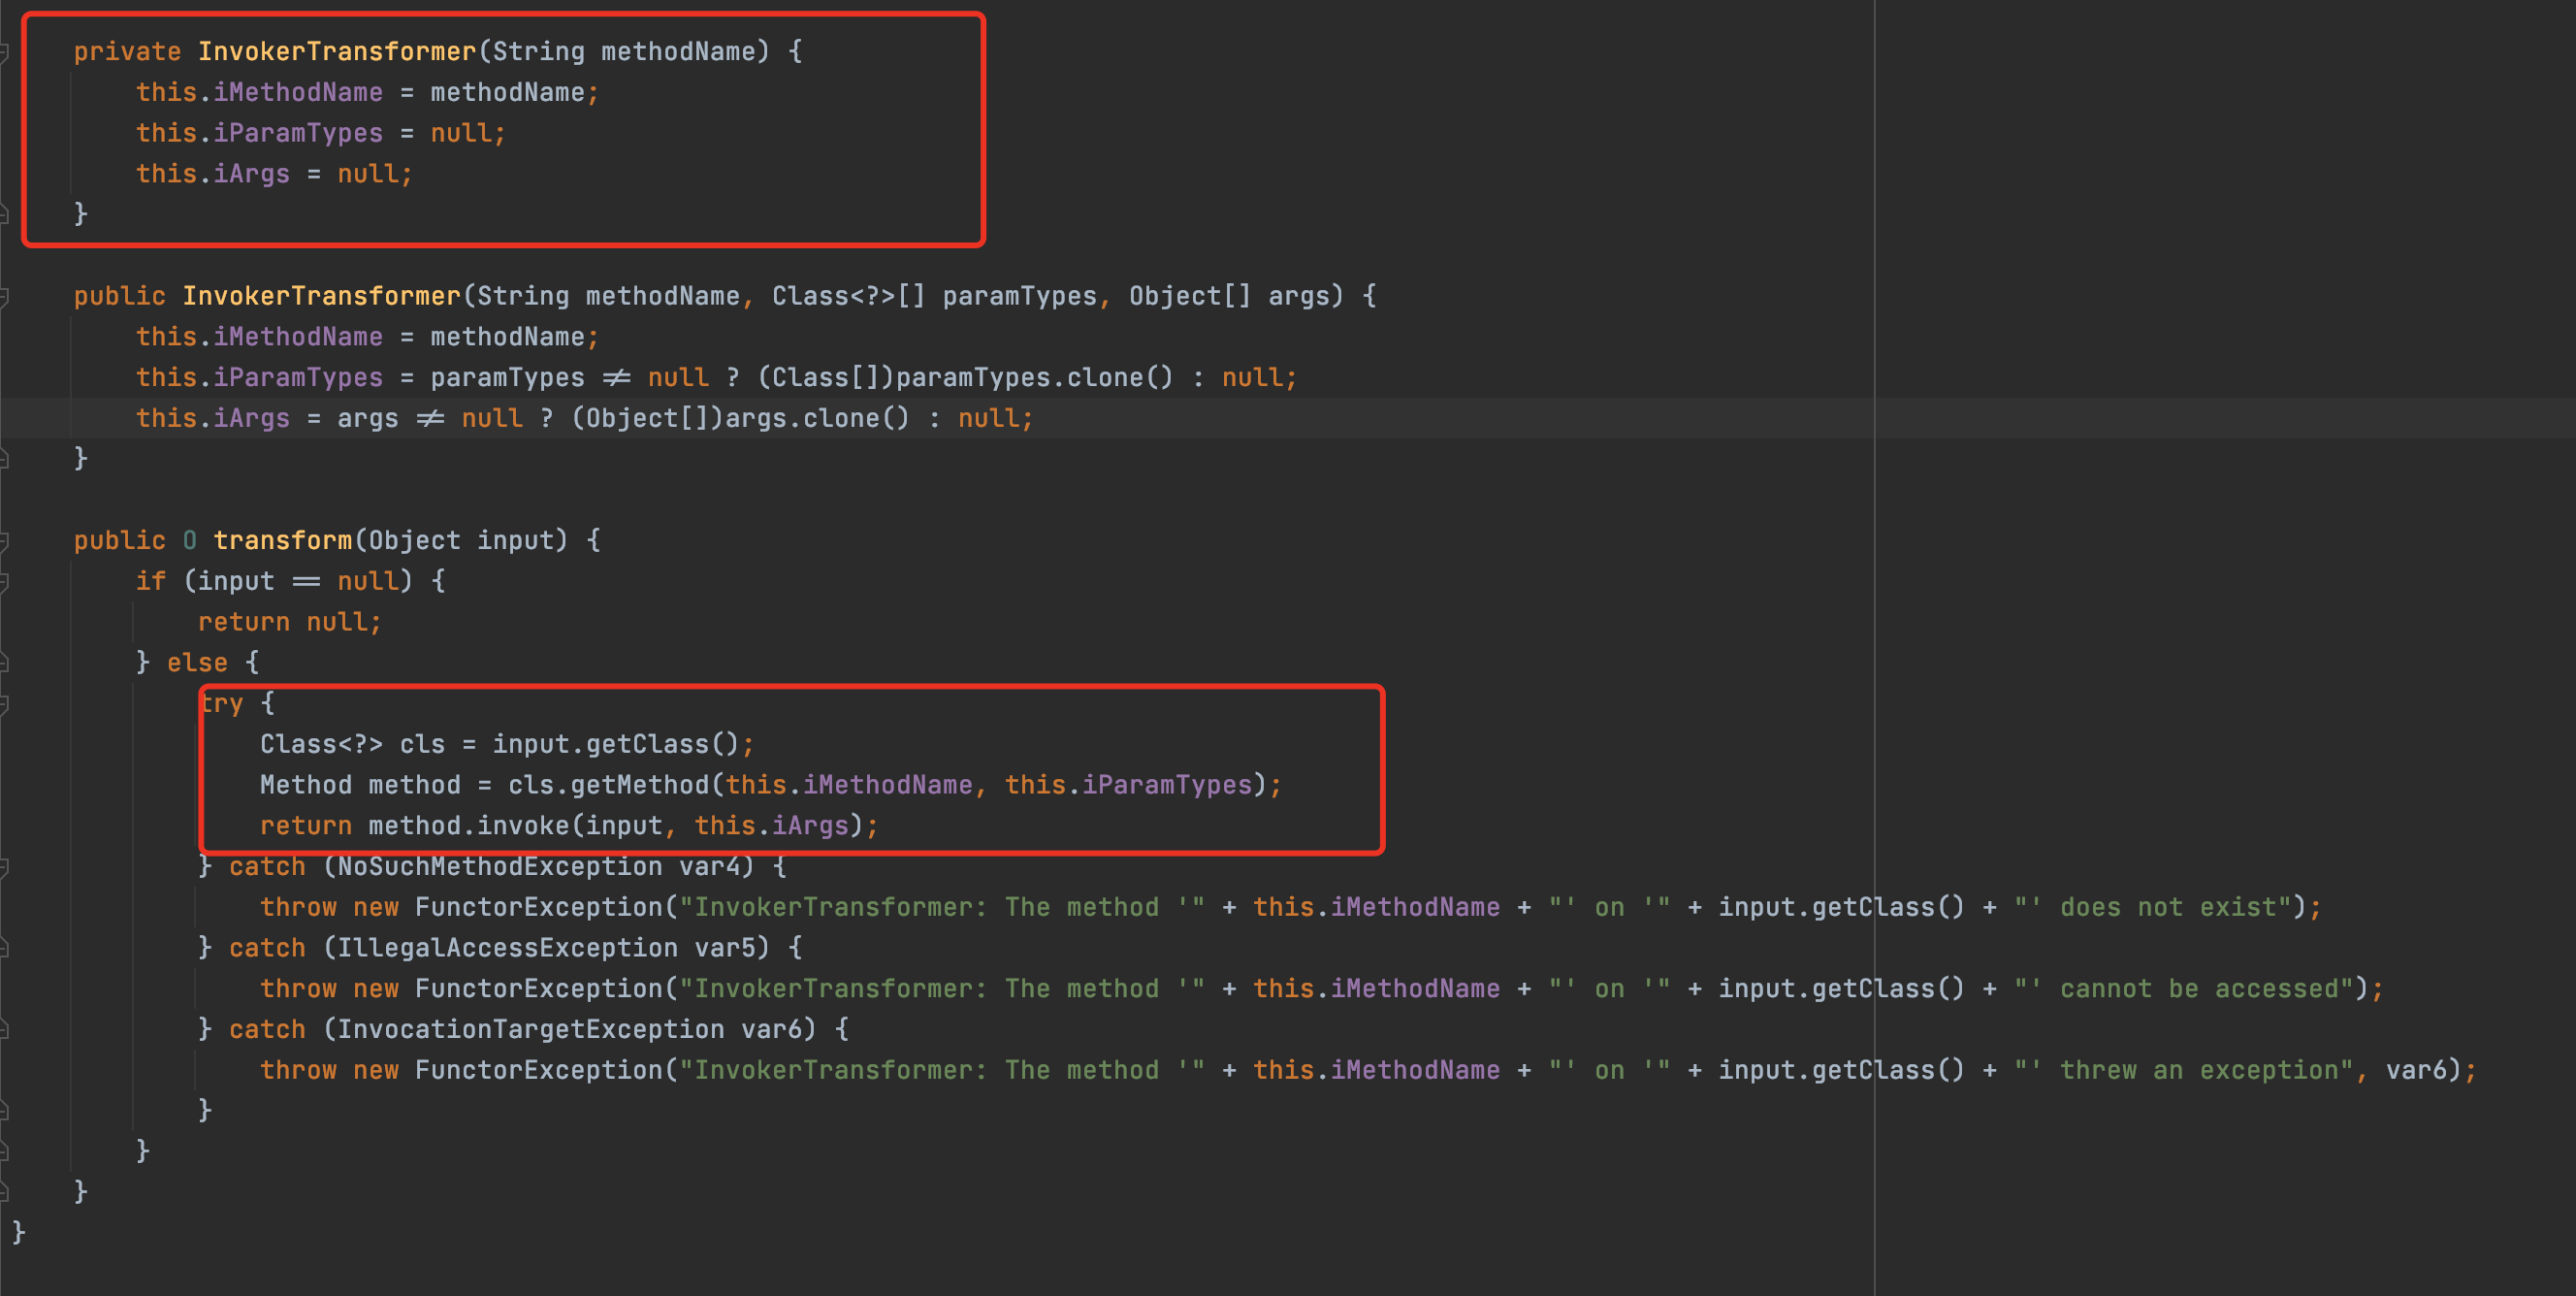 private InvokerTransformer(String methodName) {
this.iMethodName = methodName;
this.iParamTypes = null;
this.iArgs = null;
}
public InvokerTransformer(String methodName, Class<?>[] paramTypes, Object[] args) {
this.iMethodName = methodName;
this.iParamTypes = paramTypes != null ? (Class[])paramTypes.clone() : null;
this.iArgs = args != null ? (Object[])args.clone() : null;
}
public O transform(Object input) {
if (input == null) {
return null;
} else {
try {
Class<?> cls = input.getClass();
Method method = cls.getMethod(this.iMethodName, this.iParamTypes);
return method.invoke(input, this.iArgs);
} catch (NoSuchMethodException var4) {
throw new FunctorException("InvokerTransformer: The method '" + this.iMethodName + "' on '" + input.getClass() + "' does not exist");
} catch (IllegalAccessException var5) {
throw new FunctorException("InvokerTransformer: The method '" + this.iMethodName + "' on '" + input.getClass() + "' cannot be accessed");
} catch (InvocationTargetException var6) {
throw new FunctorException("InvokerTransformer: The method '" + this.iMethodName + "' on '" + input.getClass() + "' threw an exception", var6);
}
}
}
}